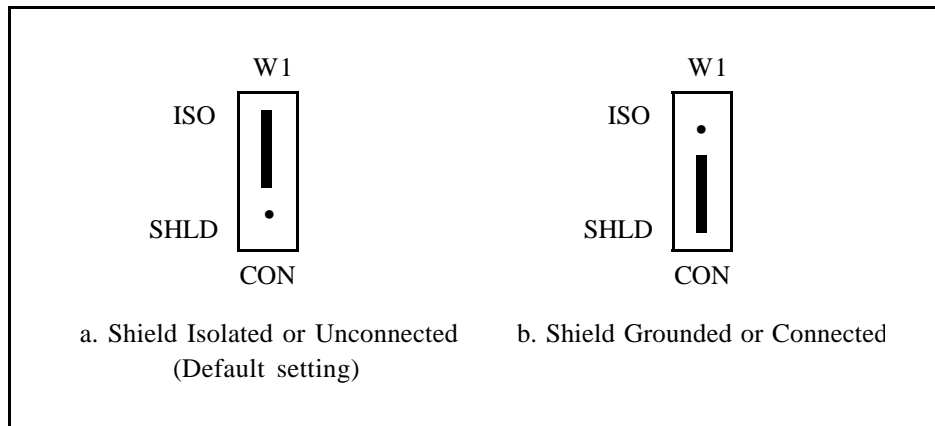 W1
ISO
SHLD
CON
a. Shield Isolated or Unconnected
(Default setting)
W1
ISO
SHLD
CON
b. Shield Grounded or Connected